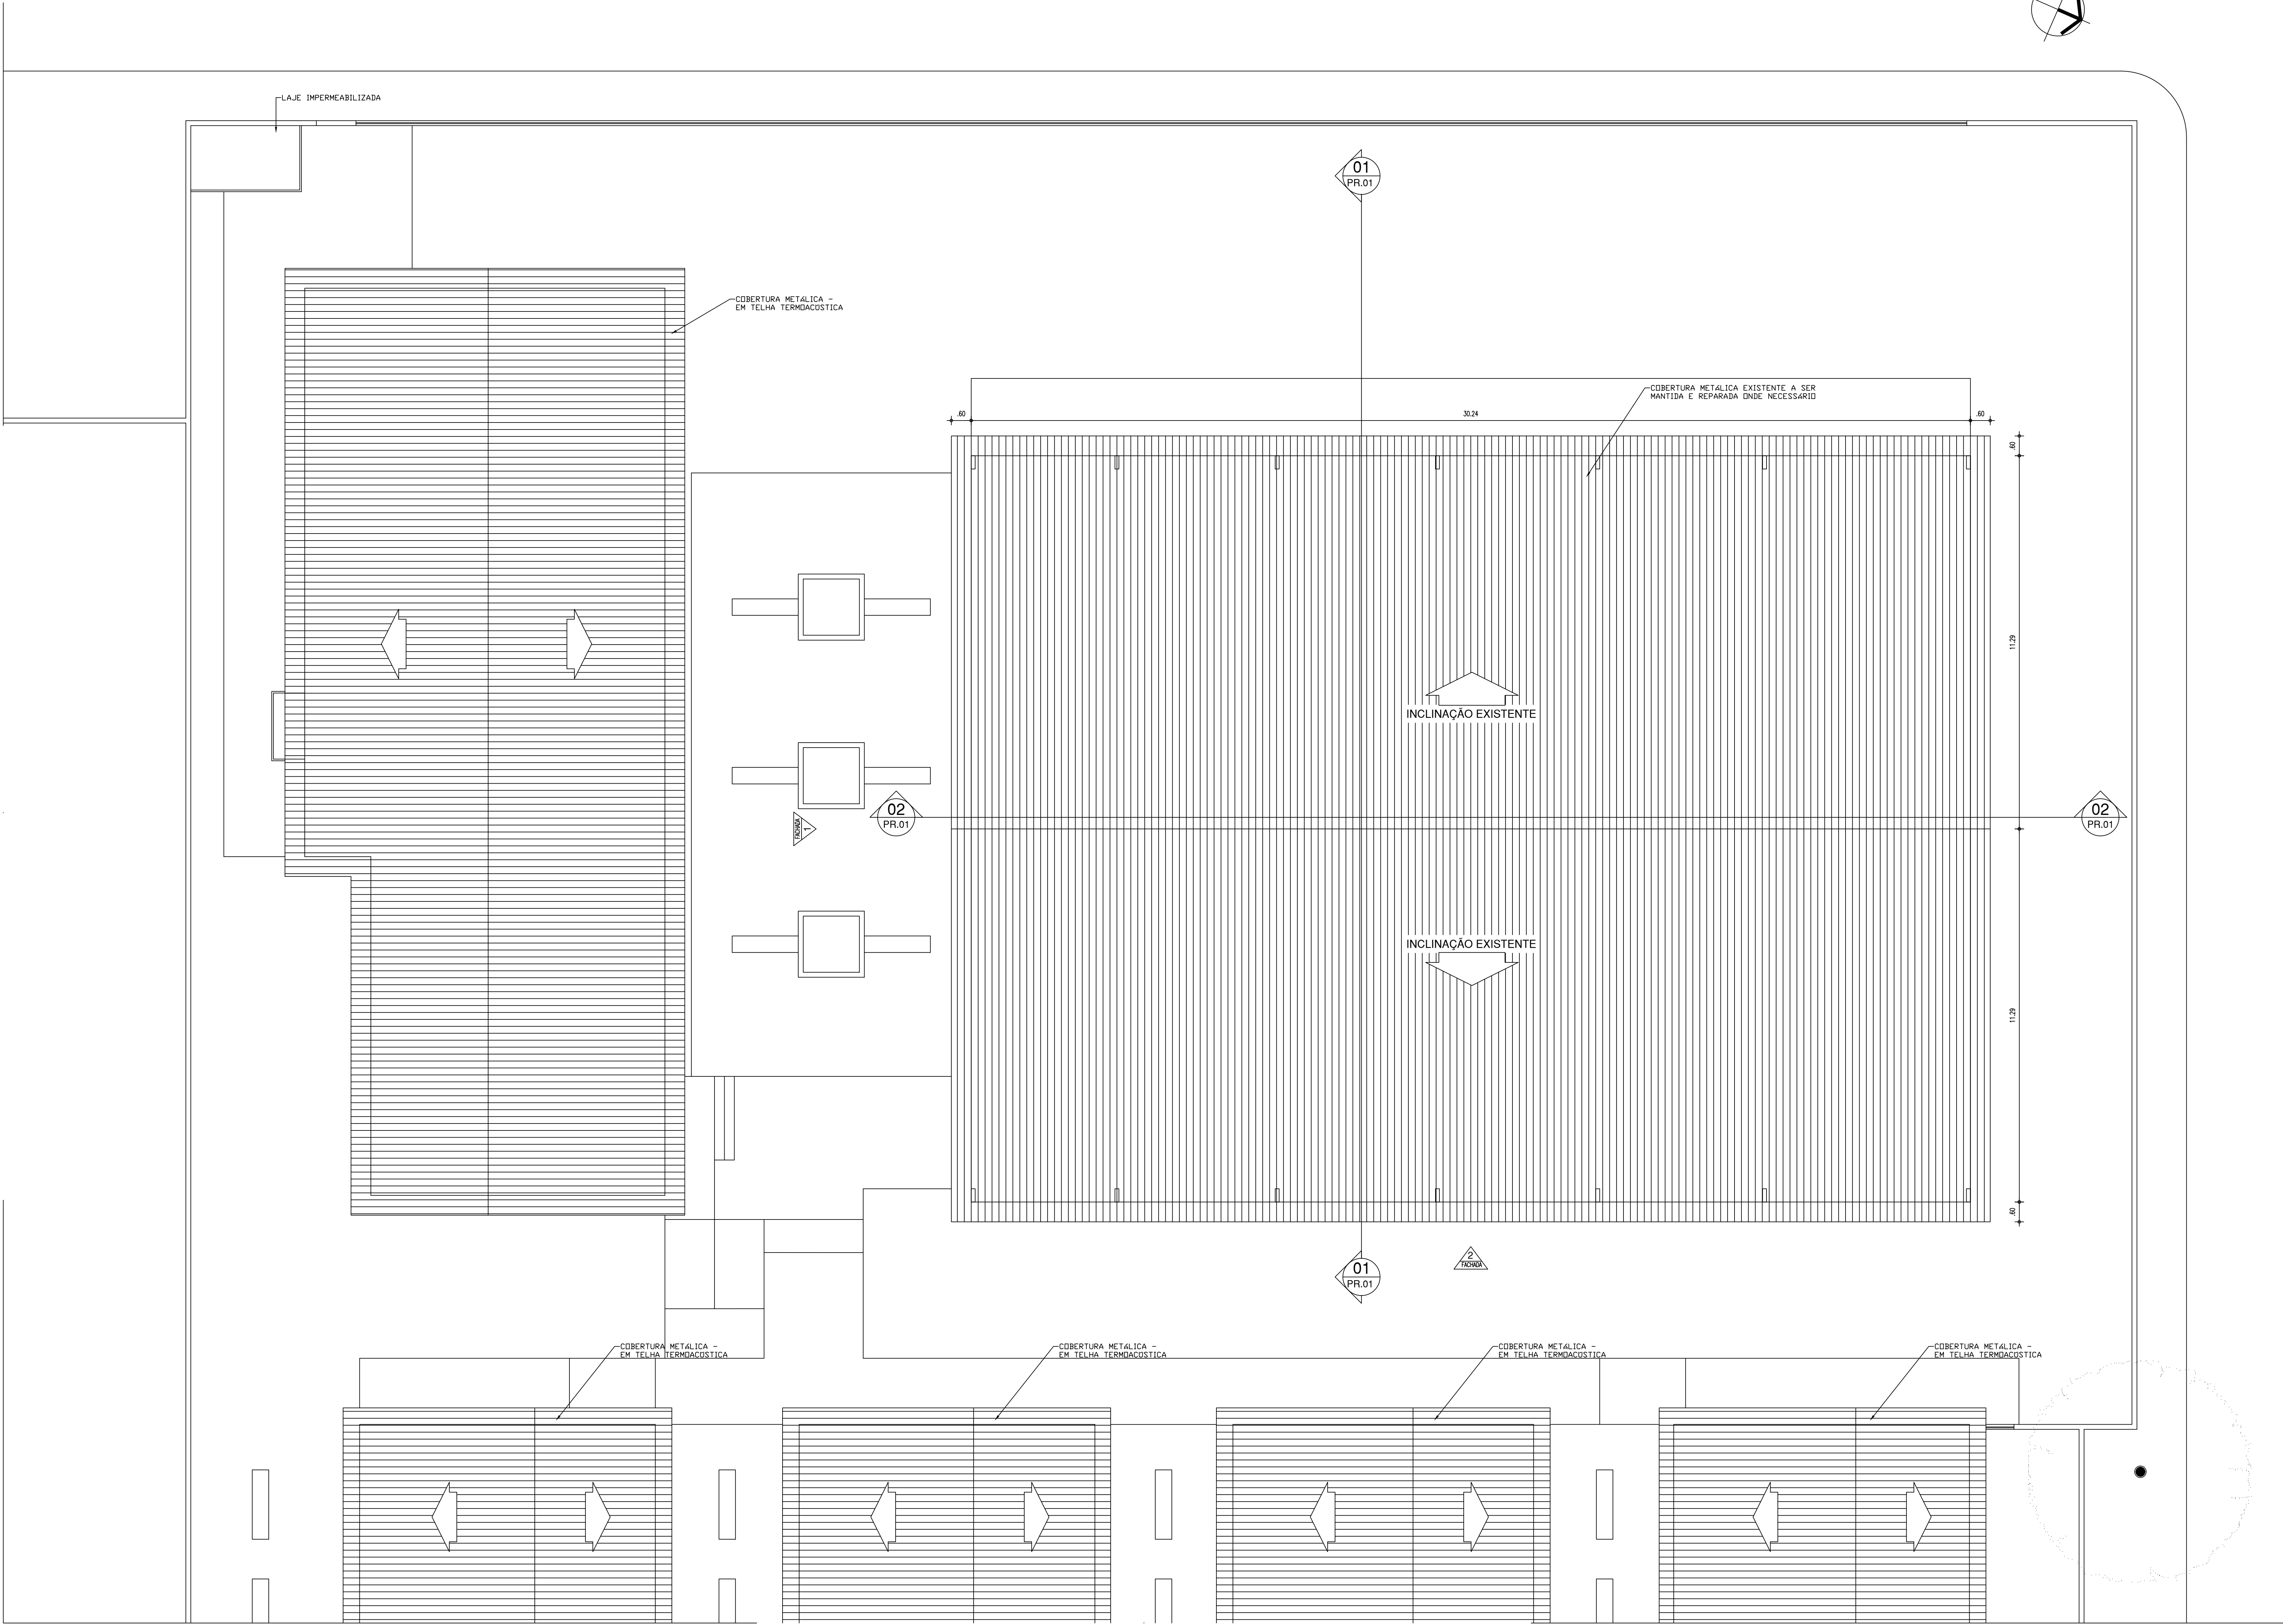 LAJE IMPERMEABILIZADA
01
PR.01
COBERTURA METÁLICA -
EM TELHA TERMOACÚSTICA
COBERTURA METÁLICA EXISTENTE A SER
MANTIDA E REPARADA ONDE NECESSÁRIO
.60
30.24
.60
.60
11.29
INCLINAÇÃO EXISTENTE
02
PR.01
02
PR.01
FACHADA
1
INCLINAÇÃO EXISTENTE
11.29
.60
2
FACHADA
01
PR.01
COBERTURA METÁLICA -
EM TELHA TERMOACÚSTICA
COBERTURA METÁLICA -
EM TELHA TERMOACÚSTICA
COBERTURA METÁLICA -
EM TELHA TERMOACÚSTICA
COBERTURA METÁLICA -
EM TELHA TERMOACÚSTICA